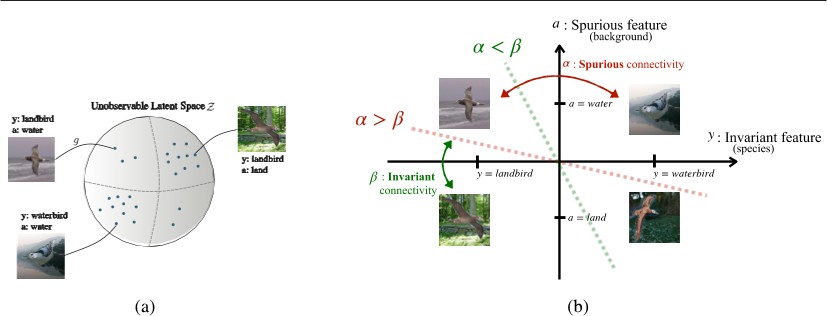 Unobservable Latent Space 𝒵
y: landbird
a: water
g
y: landbird
a: land
y: waterbird
a: water
(a)
a : Spurious feature
(background)
α < β
α : Spurious connectivity
a = water
α > β
y : Invariant feature
(species)
β : Invariant
connectivity
y = landbird
y = waterbird
a = land
(b)